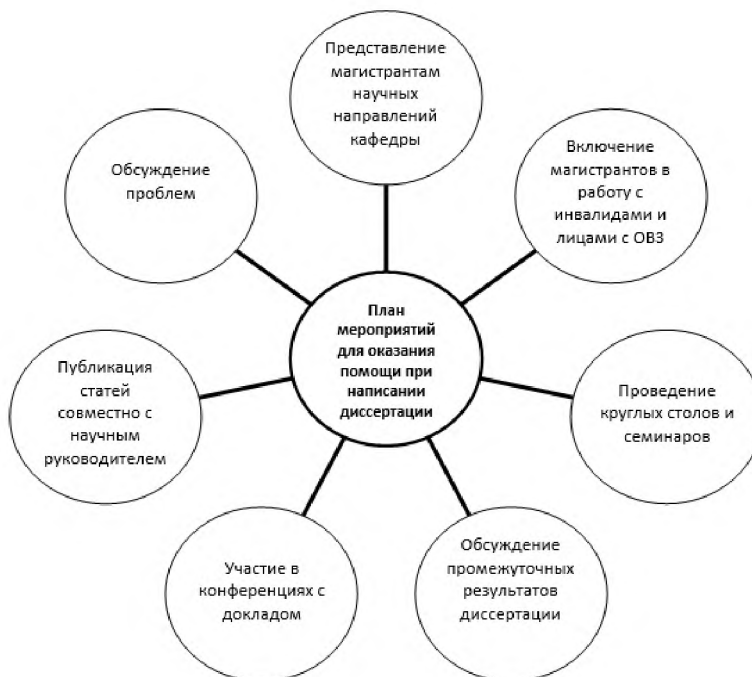 Представление
магистрантам
научных
направлений
кафедры
Включение
магистрантов в
работу с
инвалидами и
лицами с ОВЗ
Проведение
круглых столов и
семинаров
Обсуждение
промежуточных
результатов
диссертации
Участие в
конференциях с
докладом
Публикация
статей
совместно с
научным
руководителем
Обсуждение
проблем
План
мероприятий
для оказания
помощи при
написании
диссертации